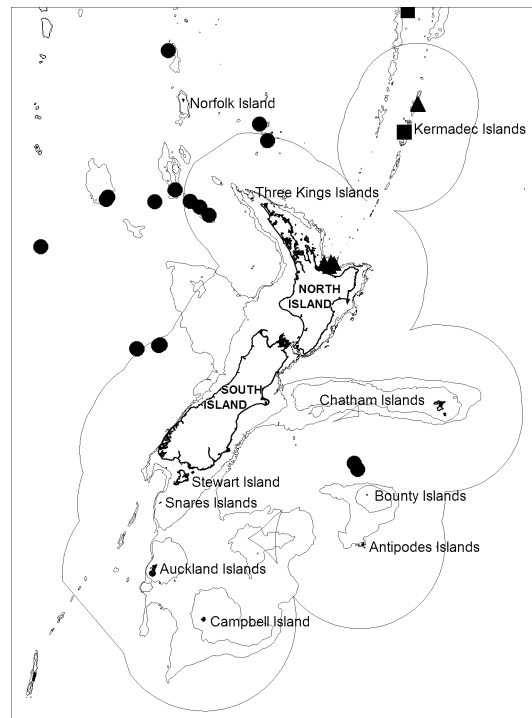 Norfolk Island
Kermadec Islands
Three Kings Islands
NORTH
ISLAND
SOUTH
ISLAND
Chatham Islands
Stewart Island
Snares Islands
Bounty Islands
Antipodes Islands
Auckland Islands
Campbell Island